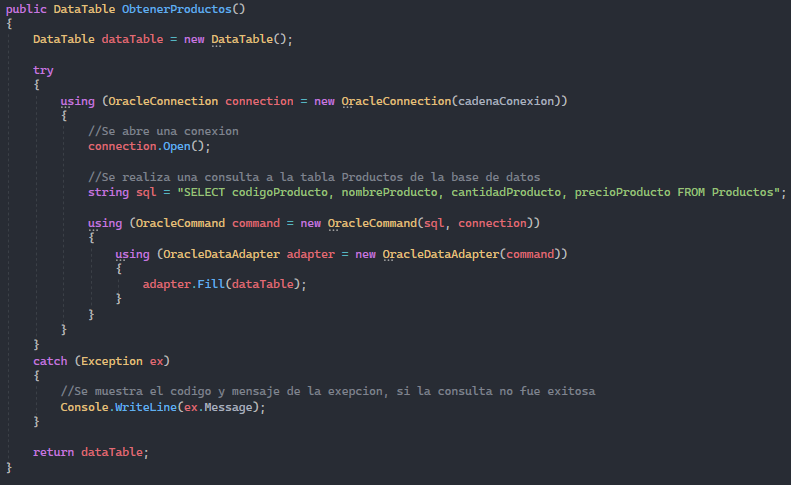 public DataTable ObtenerProductos()
{
    DataTable dataTable = new DataTable();

    try
    {
        using (OracleConnection connection = new OracleConnection(cadenaConexion))
        {
            //Se abre una conexion
            connection.Open();

            //Se realiza una consulta a la tabla Productos de la base de datos
            string sql = "SELECT codigoProducto, nombreProducto, cantidadProducto, precioProducto FROM Productos";

            using (OracleCommand command = new OracleCommand(sql, connection))
            {
                using (OracleDataAdapter adapter = new OracleDataAdapter(command))
                {
                    adapter.Fill(dataTable);
                }
            }
        }
    }
    catch (Exception ex)
    {
        //Se muestra el codigo y mensaje de la exepcion, si la consulta no fue exitosa
        Console.WriteLine(ex.Message);
    }

    return dataTable;
}